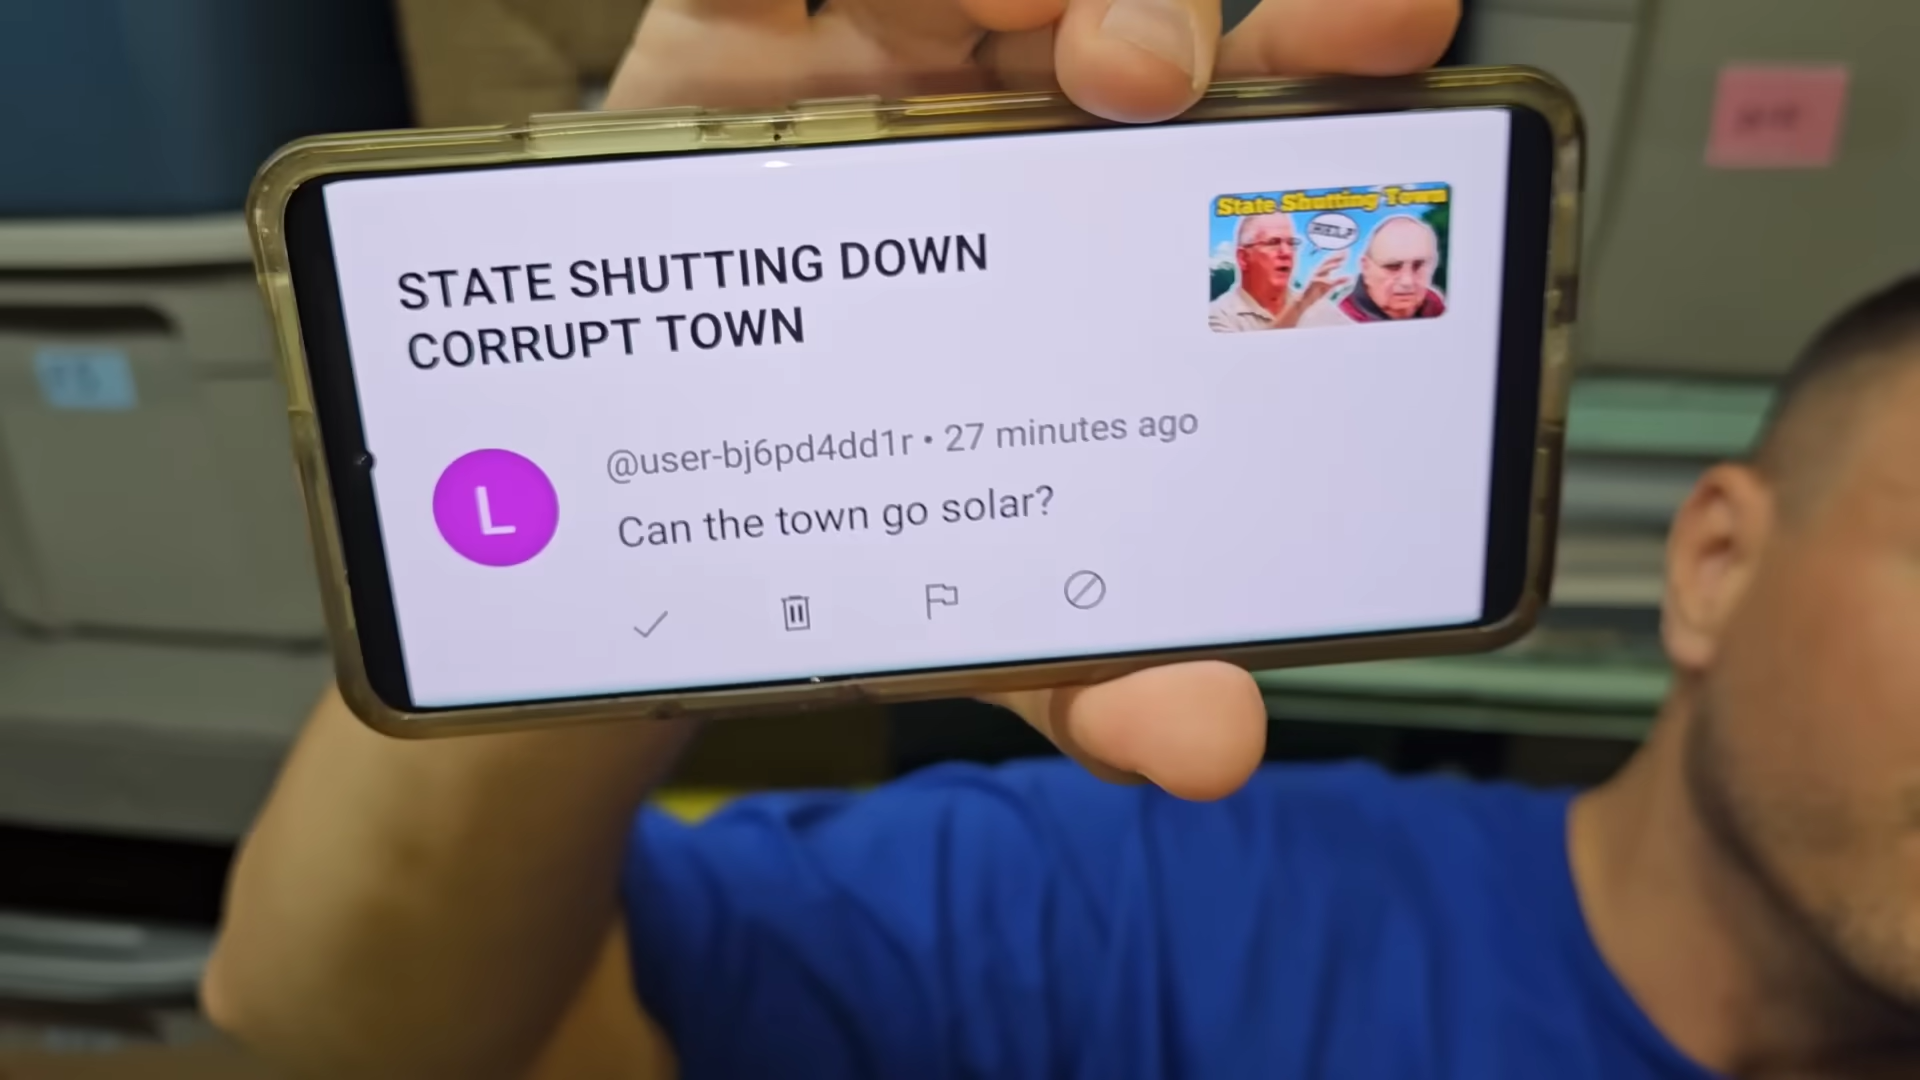 STATE SHUTTING DOWN
CORRUPT TOWN
State Shutting Town
HELP
L
@user-bj6pd4dd1r • 27 minutes ago
Can the town go solar?